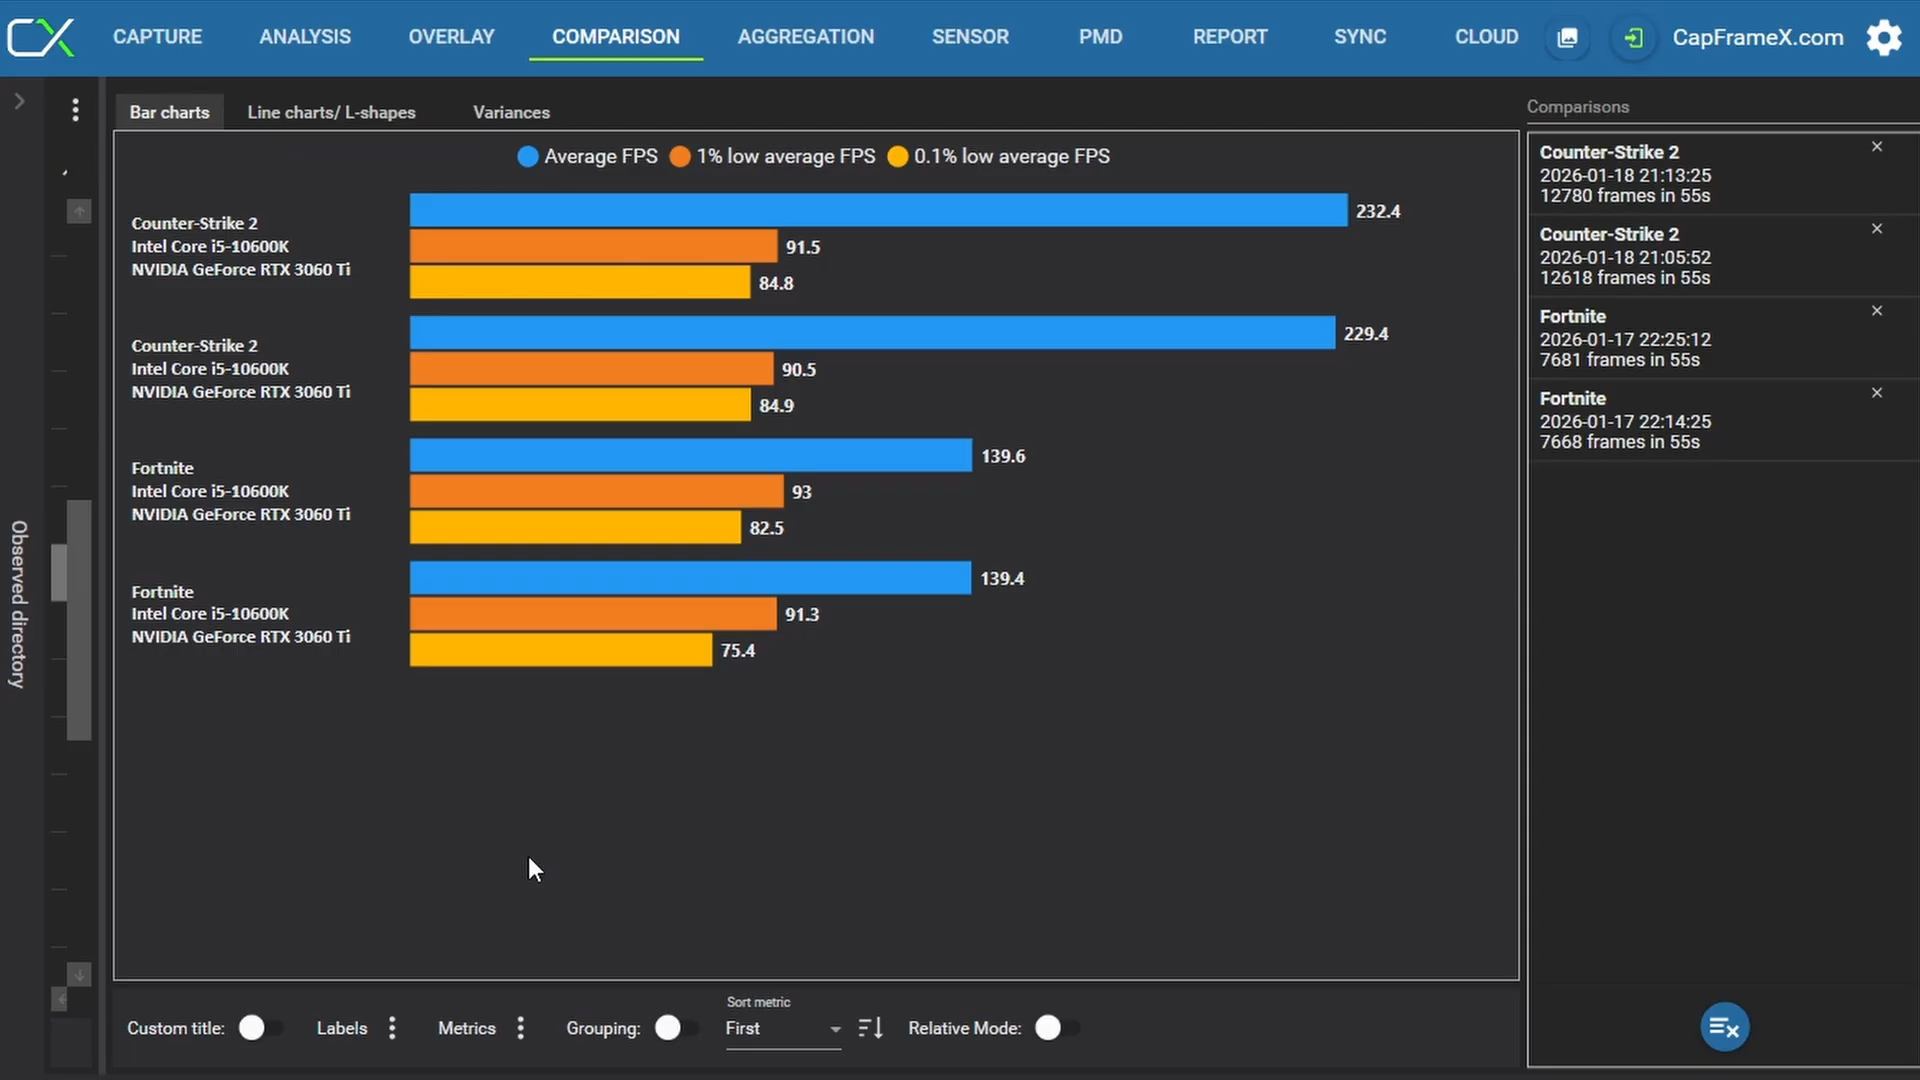 CX
CAPTURE
ANALYSIS
OVERLAY
COMPARISON
AGGREGATION
SENSOR
PMD
REPORT
SYNC
CLOUD
CapFrameX.com
Observed directory
Bar charts
Line charts/ L-shapes
Variances
Average FPS
1% low average FPS
0.1% low average FPS
Counter-Strike 2
Intel Core i5-10600K
NVIDIA GeForce RTX 3060 Ti
232.4
91.5
84.8
Counter-Strike 2
Intel Core i5-10600K
NVIDIA GeForce RTX 3060 Ti
229.4
90.5
84.9
Fortnite
Intel Core i5-10600K
NVIDIA GeForce RTX 3060 Ti
139.6
93
82.5
Fortnite
Intel Core i5-10600K
NVIDIA GeForce RTX 3060 Ti
139.4
91.3
75.4
Custom title:
Labels
Metrics
Grouping:
Sort metric
First
Relative Mode:
Comparisons
Counter-Strike 2
2026-01-18 21:13:25
12780 frames in 55s
Counter-Strike 2
2026-01-18 21:05:52
12618 frames in 55s
Fortnite
2026-01-17 22:25:12
7681 frames in 55s
Fortnite
2026-01-17 22:14:25
7668 frames in 55s